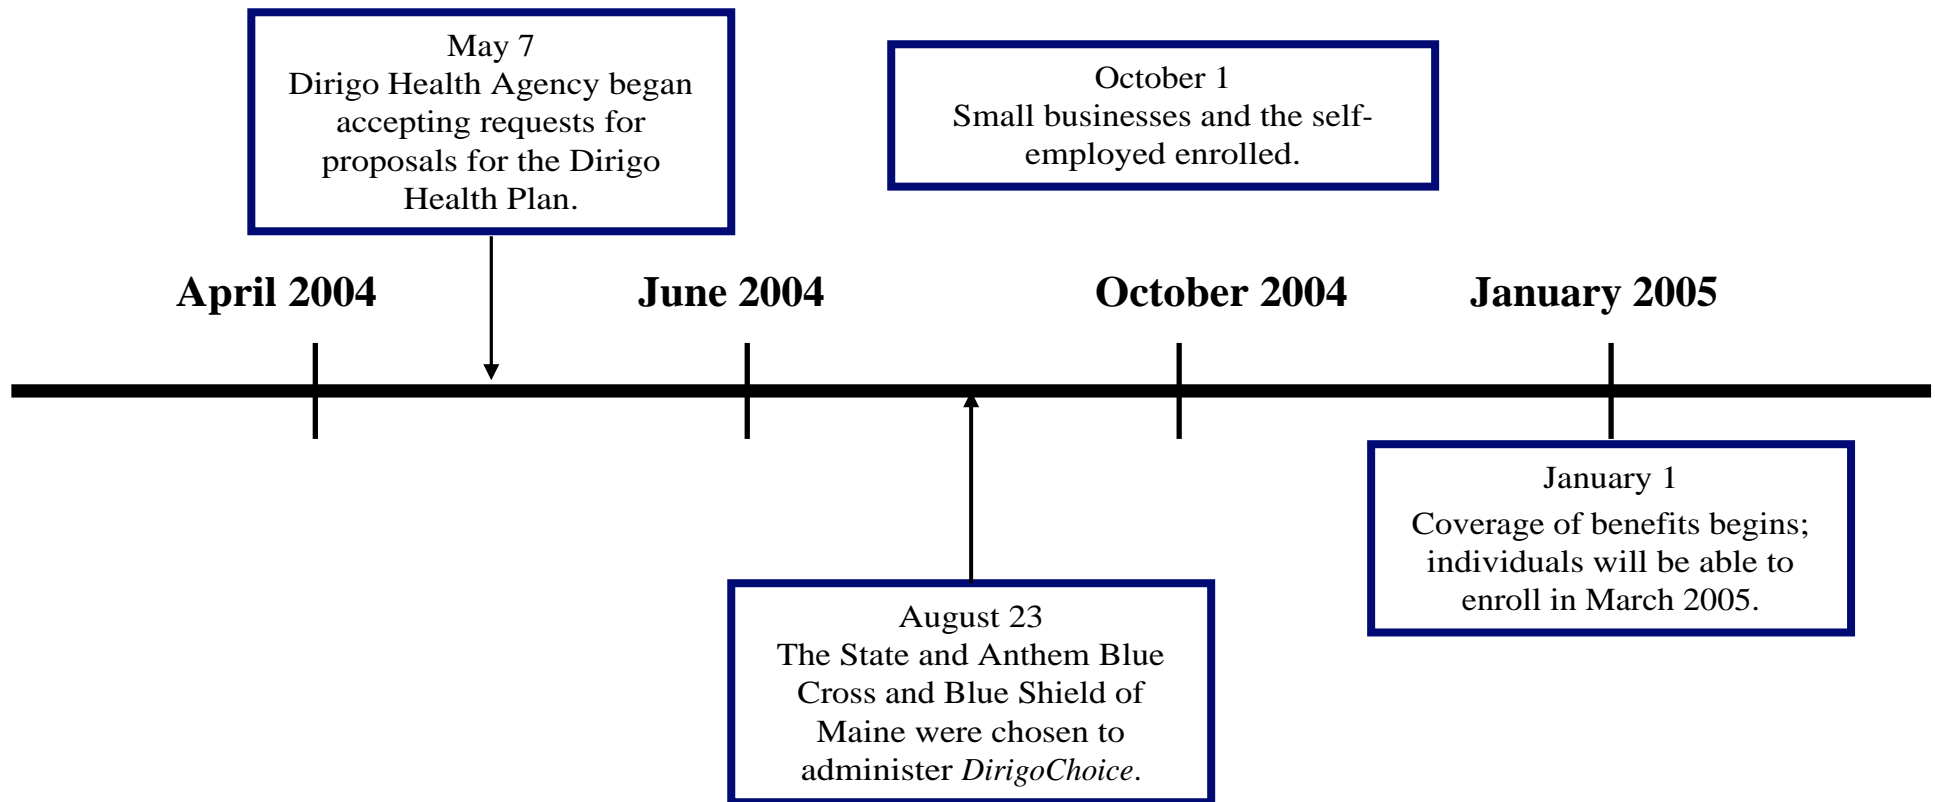 May 7
Dirigo Health Agency began
accepting requests for
proposals for the Dirigo
Health Plan.
October 1
Small businesses and the self-
employed enrolled.
April 2004
June 2004
October 2004
January 2005
January 1
Coverage of benefits begins;
individuals will be able to
enroll in March 2005.
August 23
The State and Anthem Blue
Cross and Blue Shield of
Maine were chosen to
administer DirigoChoice.